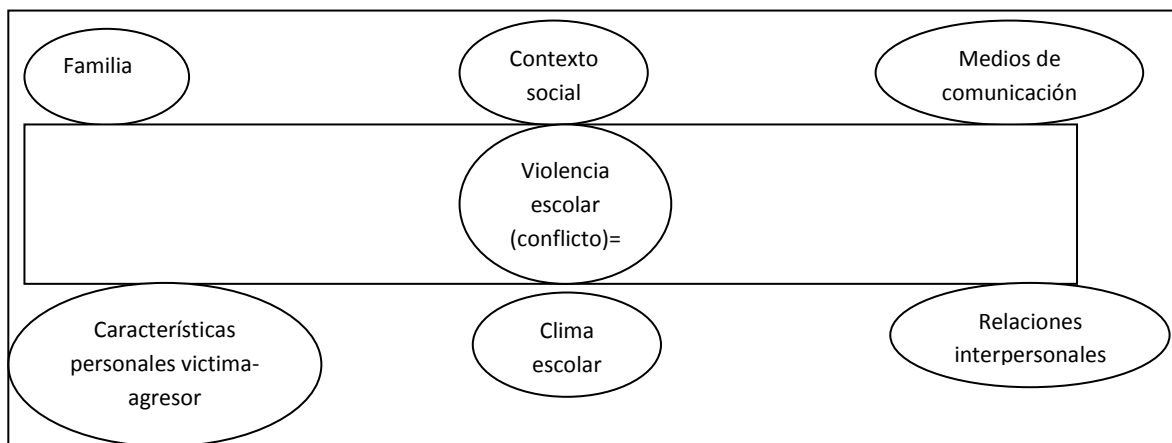 Familia
Contexto
social
Medios de
comunicación
Violencia
escolar
(conflicto)=
Características
personales victima-
agresor
Clima
escolar
Relaciones
interpersonales